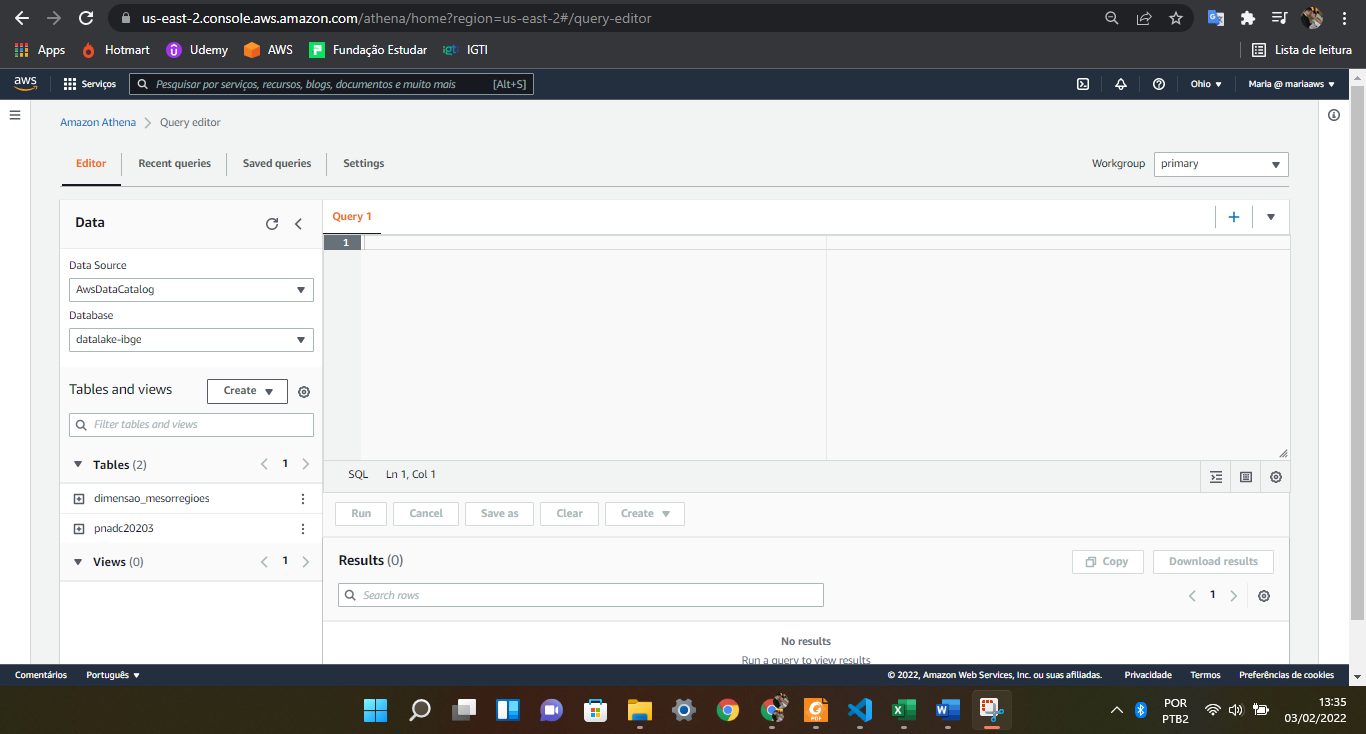 us-east-2.console.aws.amazon.com/athena/home?region=us-east-2#/query-editor
Apps Hotmart Udemy AWS Fundação Estudar IGTI Lista de leitura
aws Serviços Pesquisar por serviços, recursos, blogs, documentos e muito mais [Alt+S] Ohio Maria @ mariaaws
Amazon Athena Query editor
Editor Recent queries Saved queries Settings Workgroup primary
Data
Query 1
1
Data Source
AwsDataCatalog
Database
datalake-ibge
Tables and views Create
Filter tables and views
Tables (2) 1
dimensao_mesorregioes
pnadc20203
Views (0) 1
SQL Ln 1, Col 1
Run Cancel Save as Clear Create
Results (0) Copy Download results
Search rows 1
No results
Run a query to view results
Comentários Português © 2022, Amazon Web Services, Inc. ou suas afiliadas. Privacidade Termos Preferências de cookies
POR
PTB2
13:35
03/02/2022